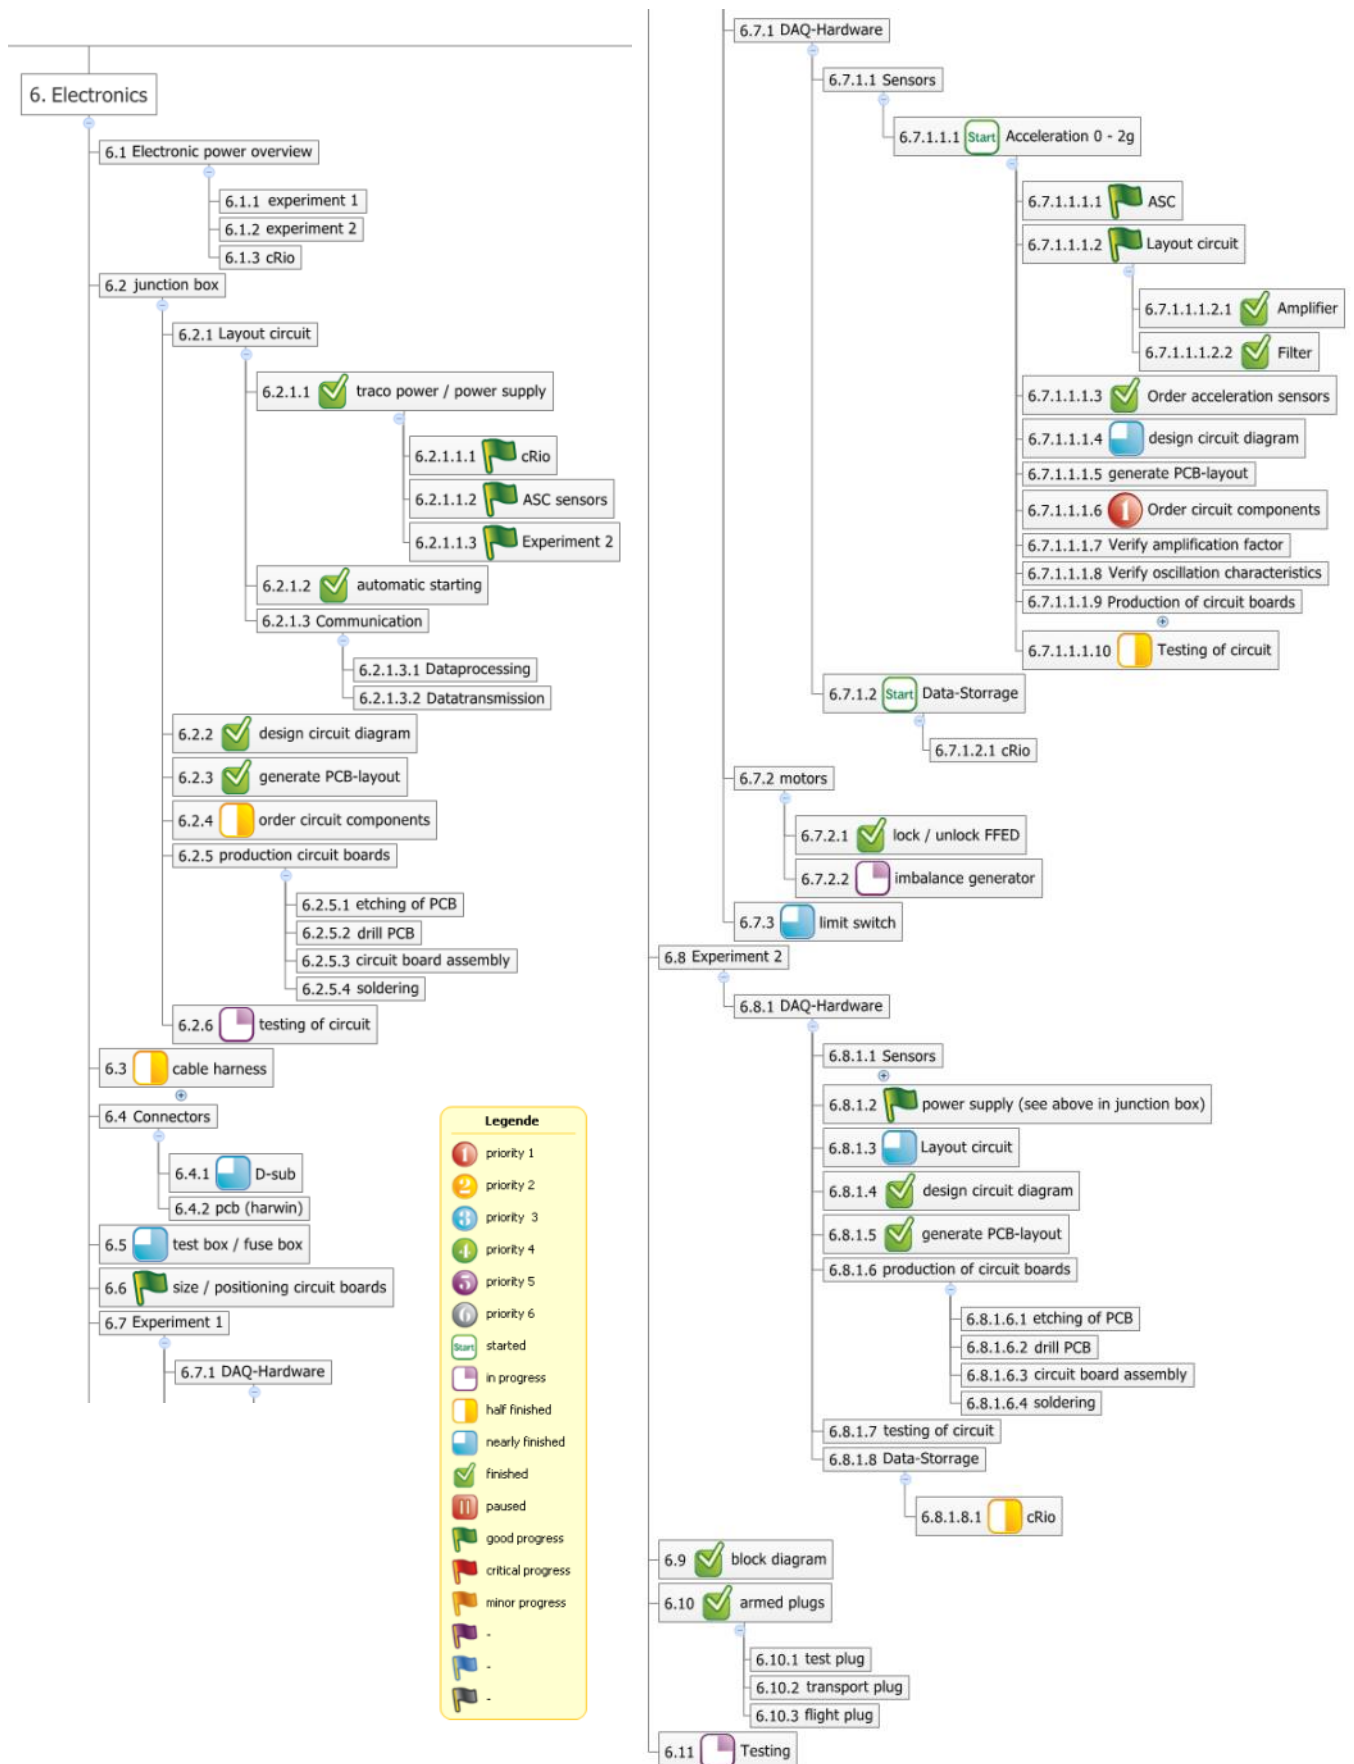 6. Electronics
6.1 Electronic power overview
6.1.1 experiment 1
6.1.2 experiment 2
6.1.3 cRio
6.2 junction box
6.2.1 Layout circuit
6.2.1.1 traco power / power supply
6.2.1.1.1 cRio
6.2.1.1.2 ASC sensors
6.2.1.1.3 Experiment 2
6.2.1.2 automatic starting
6.2.1.3 Communication
6.2.1.3.1 Dataprocessing
6.2.1.3.2 Datatransmission
6.2.2 design circuit diagram
6.2.3 generate PCB-layout
6.2.4 order circuit components
6.2.5 production circuit boards
6.2.5.1 etching of PCB
6.2.5.2 drill PCB
6.2.5.3 circuit board assembly
6.2.5.4 soldering
6.2.6 testing of circuit
6.3 cable harness
6.4 Connectors
6.4.1 D-sub
6.4.2 pcb (harwin)
6.5 test box / fuse box
6.6 size / positioning circuit boards
6.7 Experiment 1
6.7.1 DAQ-Hardware
Legende
1 priority 1
2 priority 2
3 priority 3
4 priority 4
5 priority 5
6 priority 6
Start started
in progress
half finished
nearly finished
finished
paused
good progress
critical progress
minor progress
-
-
-
6.7.1 DAQ-Hardware
6.7.1.1 Sensors
6.7.1.1.1 Start Acceleration 0 - 2g
6.7.1.1.1.1 ASC
6.7.1.1.1.2 Layout circuit
6.7.1.1.1.2.1 Amplifier
6.7.1.1.1.2.2 Filter
6.7.1.1.1.3 Order acceleration sensors
6.7.1.1.1.4 design circuit diagram
6.7.1.1.1.5 generate PCB-layout
6.7.1.1.1.6 1 Order circuit components
6.7.1.1.1.7 Verify amplification factor
6.7.1.1.1.8 Verify oscillation characteristics
6.7.1.1.1.9 Production of circuit boards
6.7.1.1.1.10 Testing of circuit
6.7.1.2 Start Data-Storrage
6.7.1.2.1 cRio
6.7.2 motors
6.7.2.1 lock / unlock FFED
6.7.2.2 imbalance generator
6.7.3 limit switch
6.8 Experiment 2
6.8.1 DAQ-Hardware
6.8.1.1 Sensors
6.8.1.2 power supply (see above in junction box)
6.8.1.3 Layout circuit
6.8.1.4 design circuit diagram
6.8.1.5 generate PCB-layout
6.8.1.6 production of circuit boards
6.8.1.6.1 etching of PCB
6.8.1.6.2 drill PCB
6.8.1.6.3 circuit board assembly
6.8.1.6.4 soldering
6.8.1.7 testing of circuit
6.8.1.8 Data-Storrage
6.8.1.8.1 cRio
6.9 block diagram
6.10 armed plugs
6.10.1 test plug
6.10.2 transport plug
6.10.3 flight plug
6.11 Testing